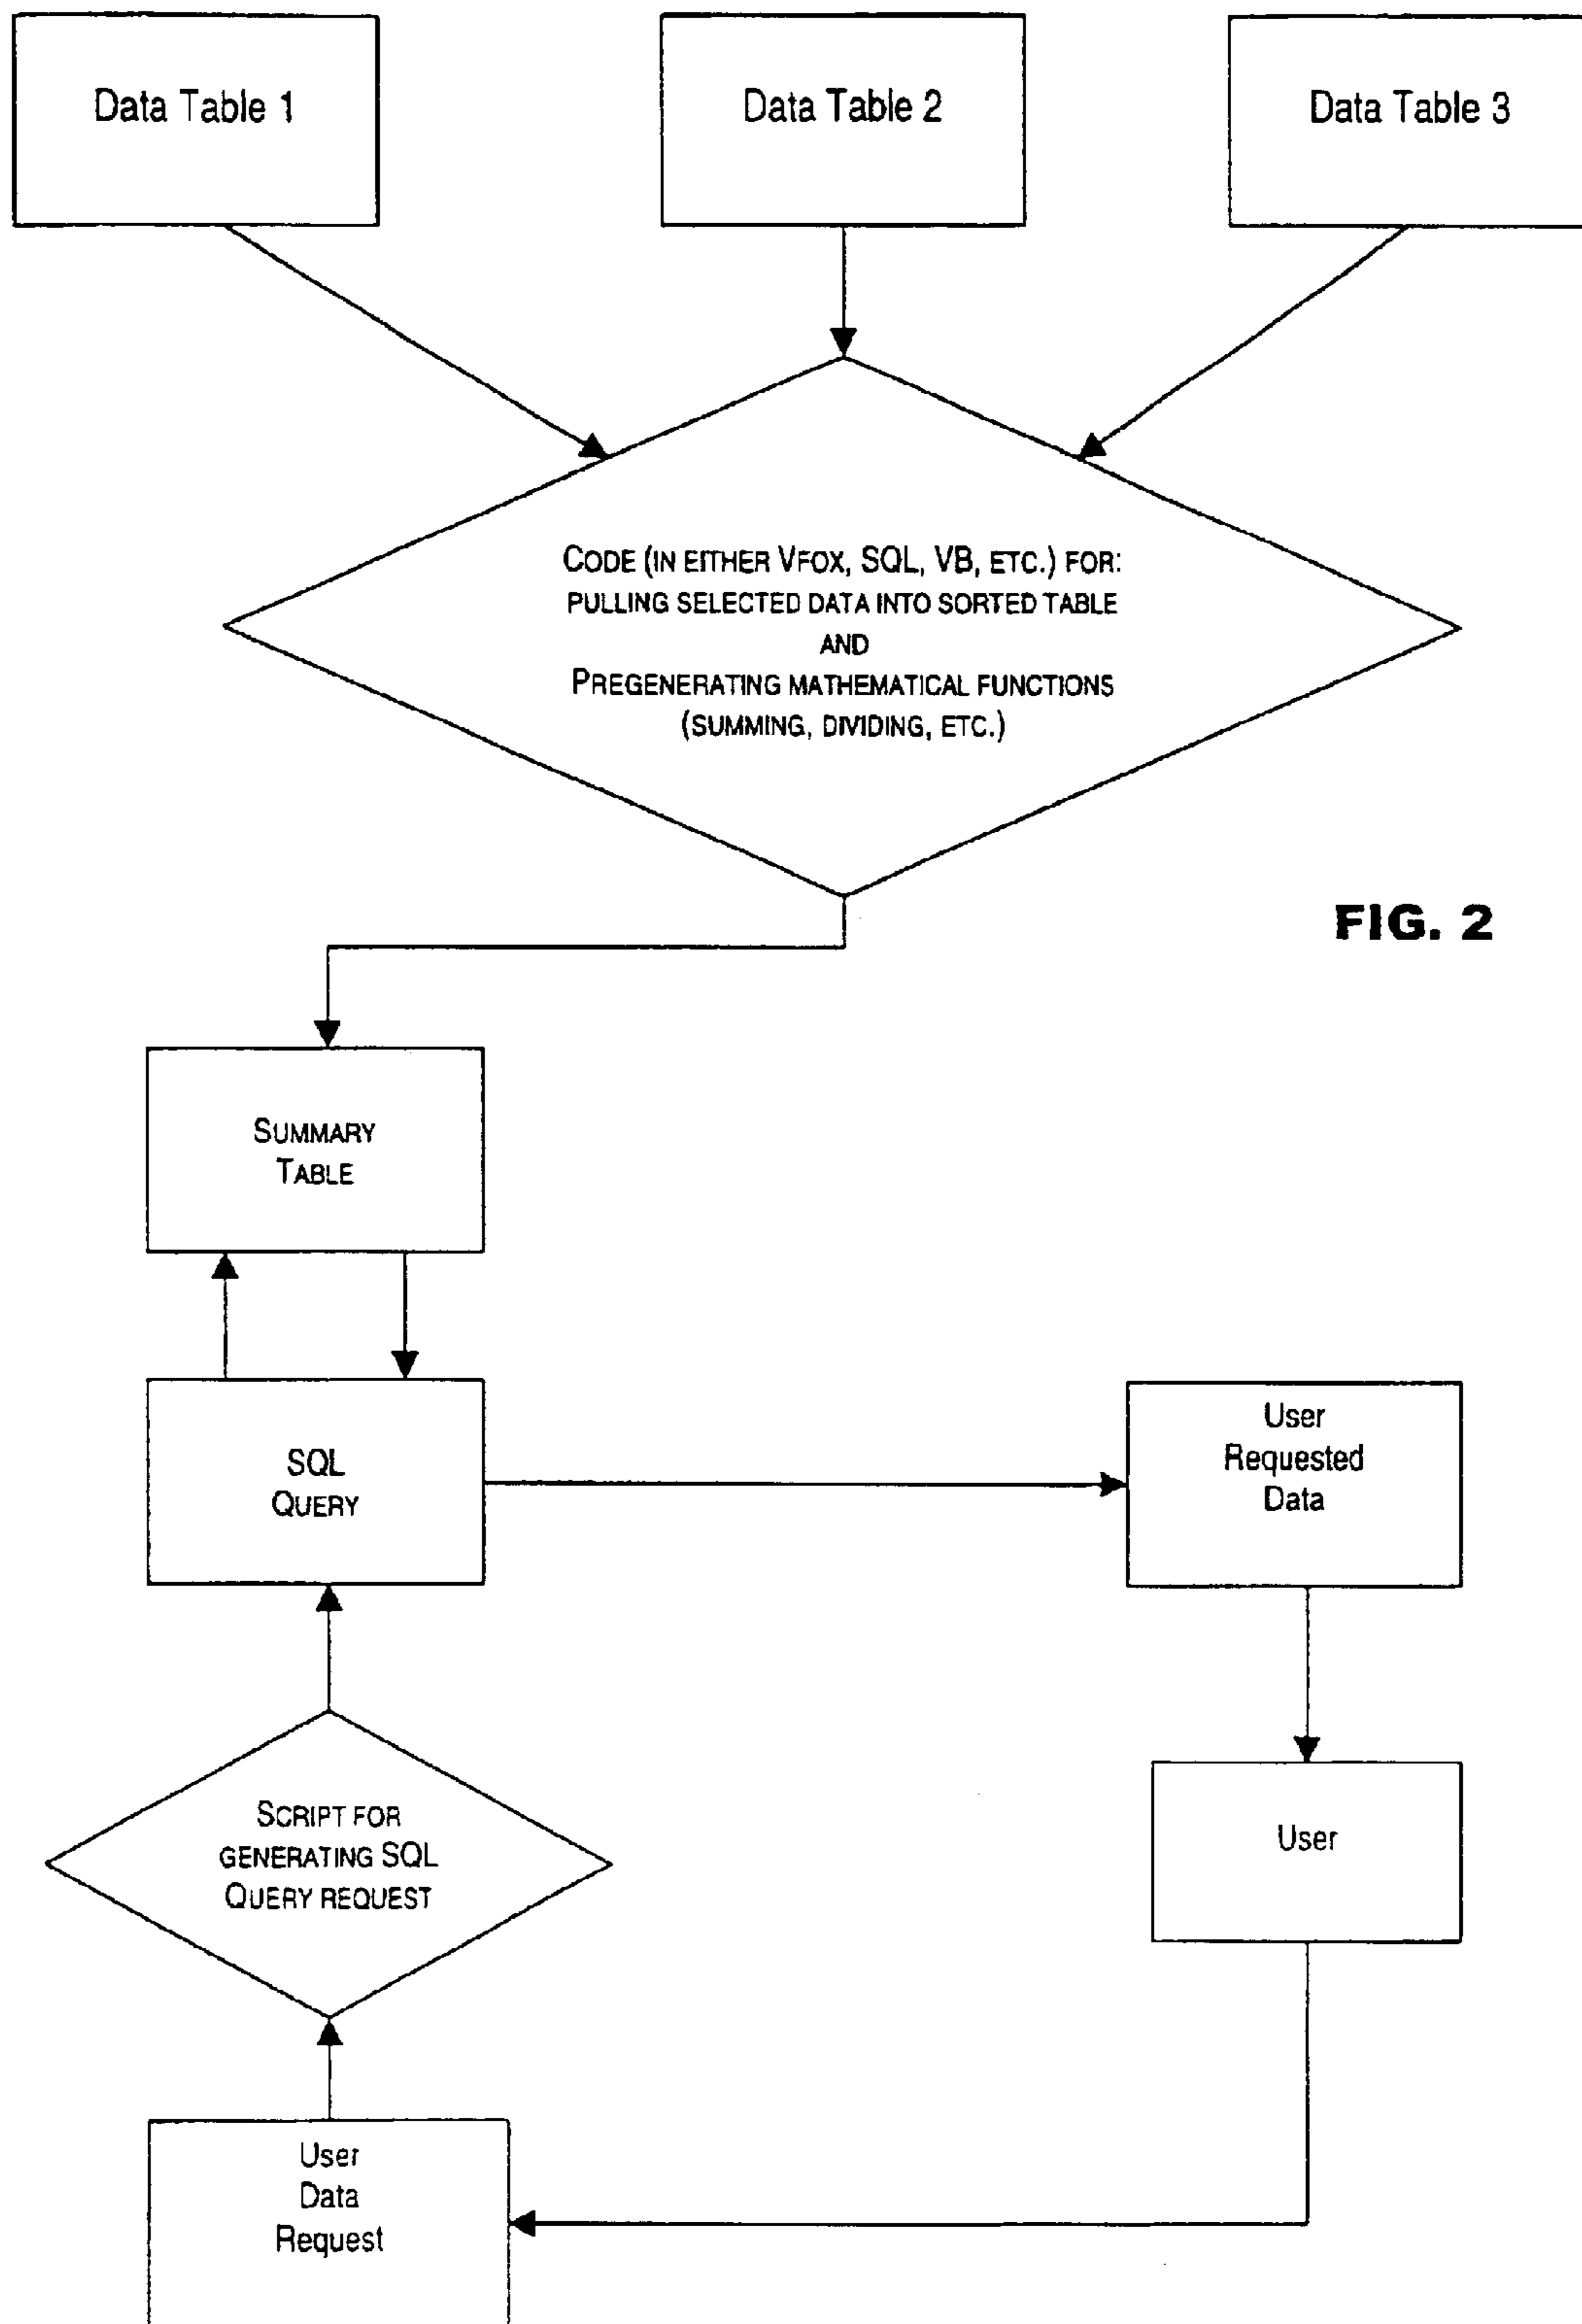 Data Table 1
Data Table 2
Data Table 3
CODE (IN EITHER VFOX, SQL, VB, ETC.) FOR:
PULLING SELECTED DATA INTO SORTED TABLE
AND
PREGENERATING MATHEMATICAL FUNCTIONS
(SUMMING, DIVIDING, ETC.)
FIG. 2
SUMMARY
TABLE
SQL
QUERY
User
Requested
Data
SCRIPT FOR
GENERATING SQL
QUERY REQUEST
User
User
Data
Request